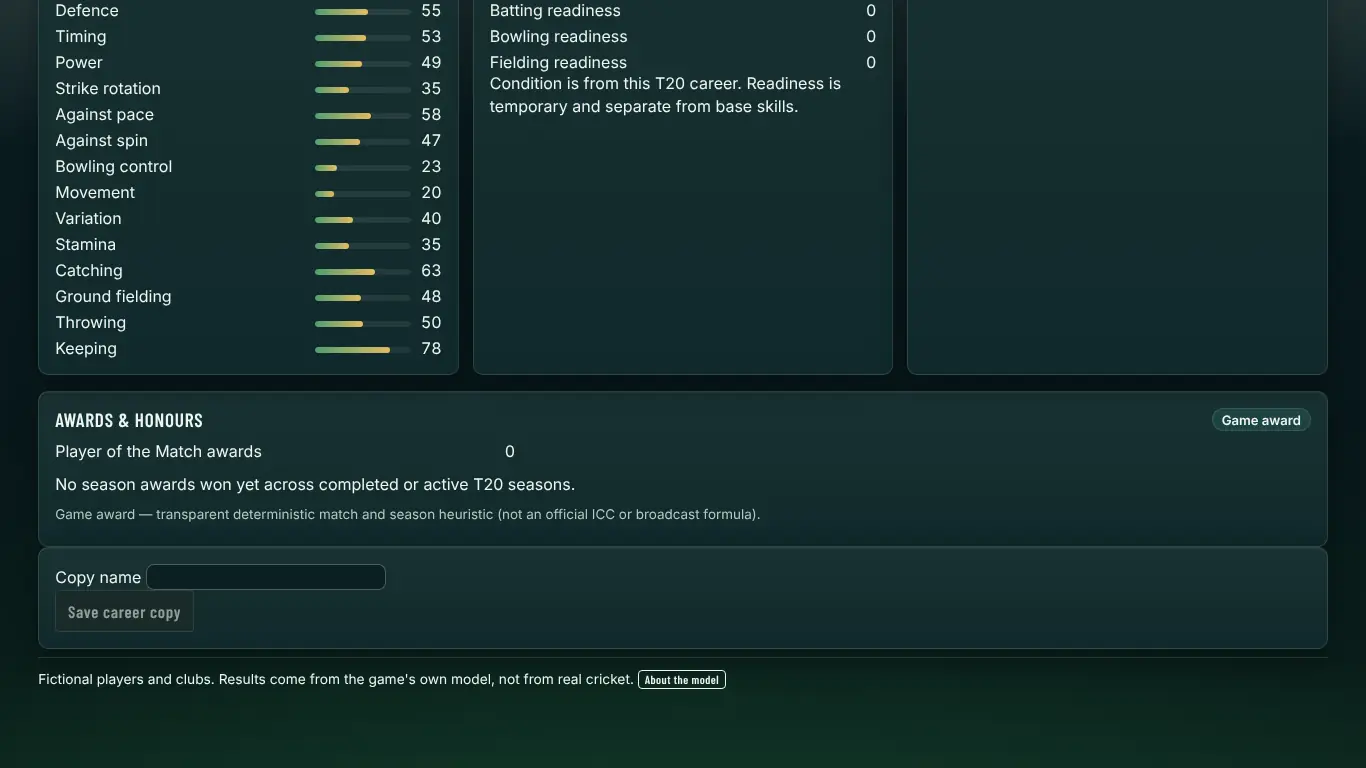 Defence 55
Timing 53
Power 49
Strike rotation 35
Against pace 58
Against spin 47
Bowling control 23
Movement 20
Variation 40
Stamina 35
Catching 63
Ground fielding 48
Throwing 50
Keeping 78
Batting readiness 0
Bowling readiness 0
Fielding readiness 0
Condition is from this T20 career. Readiness is
temporary and separate from base skills.
AWARDS & HONOURS
Game award
Player of the Match awards 0
No season awards won yet across completed or active T20 seasons.
Game award — transparent deterministic match and season heuristic (not an official ICC or broadcast formula).
Copy name
Save career copy
Fictional players and clubs. Results come from the game's own model, not from real cricket. About the model